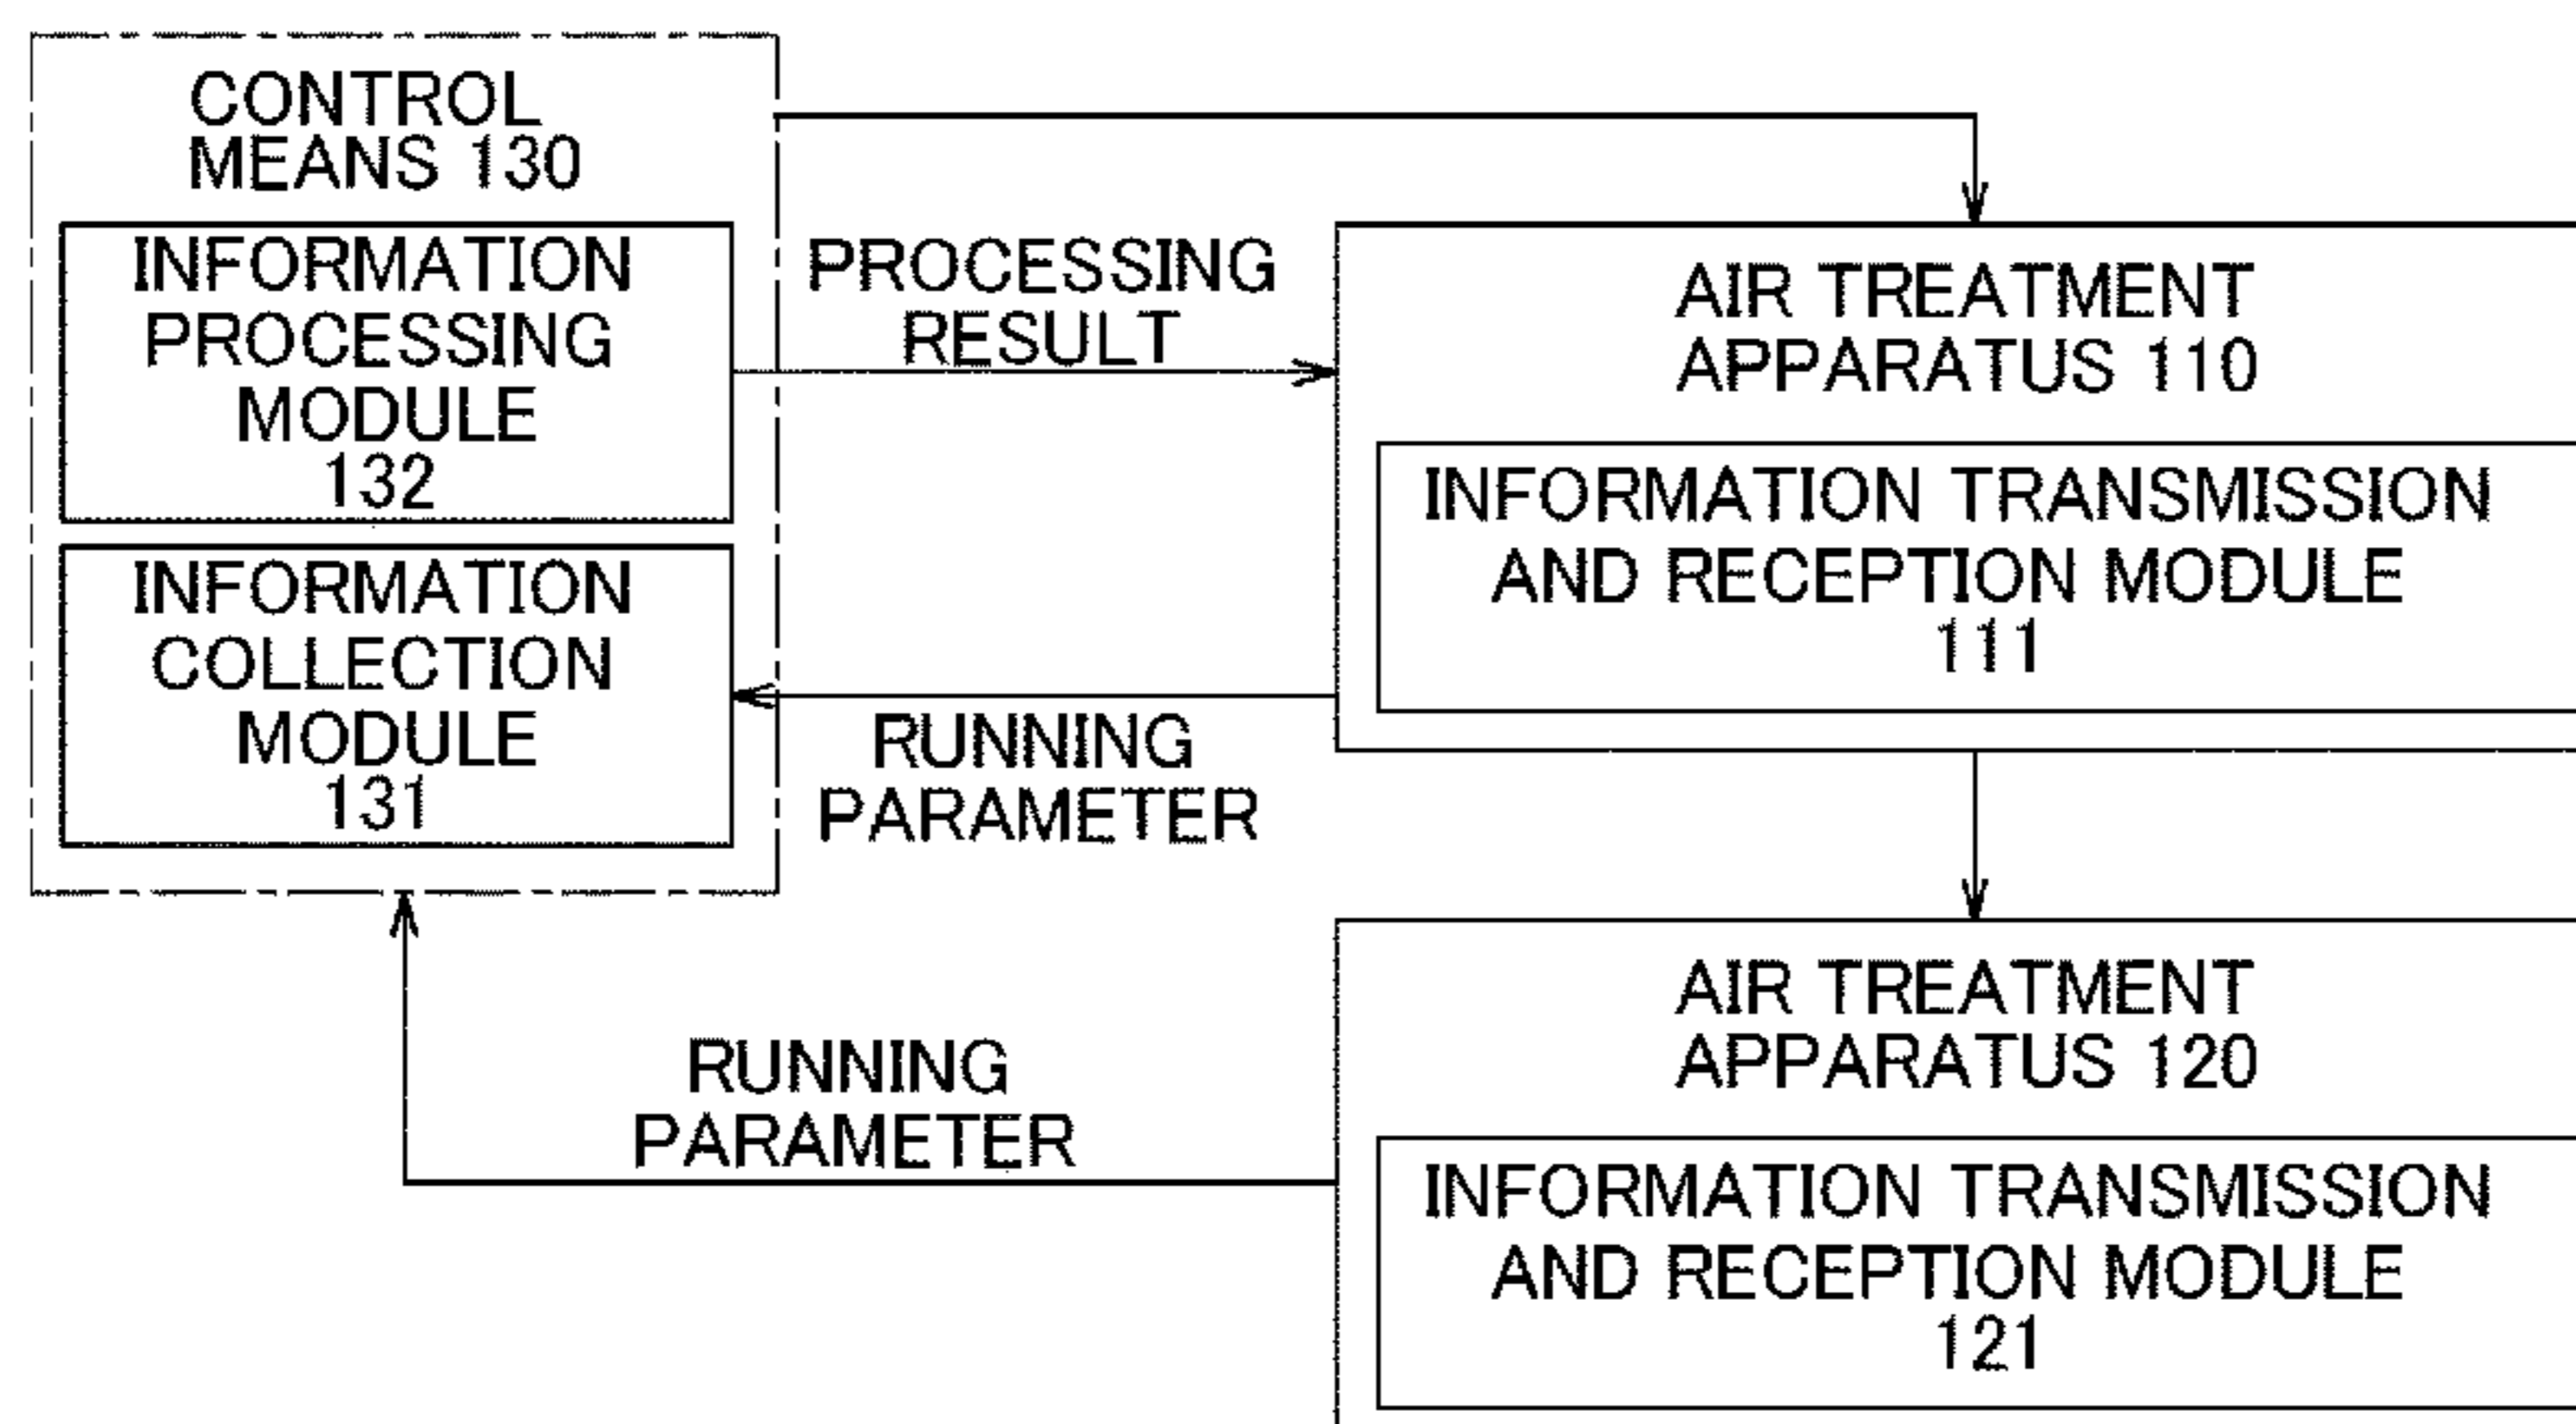 CONTROL
MEANS 130
INFORMATION
PROCESSING
MODULE
132
INFORMATION
COLLECTION
MODULE
131
PROCESSING
RESULT
RUNNING
PARAMETER
AIR TREATMENT
APPARATUS 110
INFORMATION TRANSMISSION
AND RECEPTION MODULE
111
RUNNING
PARAMETER
AIR TREATMENT
APPARATUS 120
INFORMATION TRANSMISSION
AND RECEPTION MODULE
121